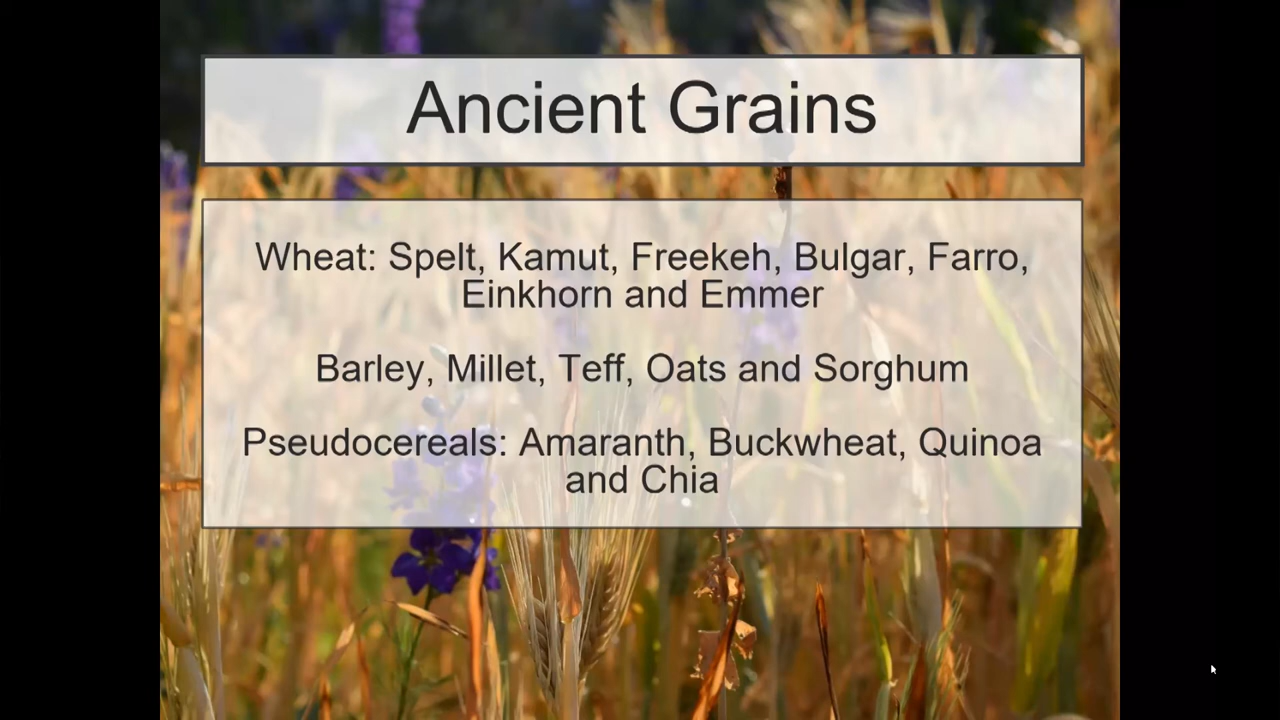 Ancient Grains
Wheat: Spelt, Kamut, Freekeh, Bulgar, Farro,
Einkhorn and Emmer
Barley, Millet, Teff, Oats and Sorghum
Pseudocereals: Amaranth, Buckwheat, Quinoa
and Chia